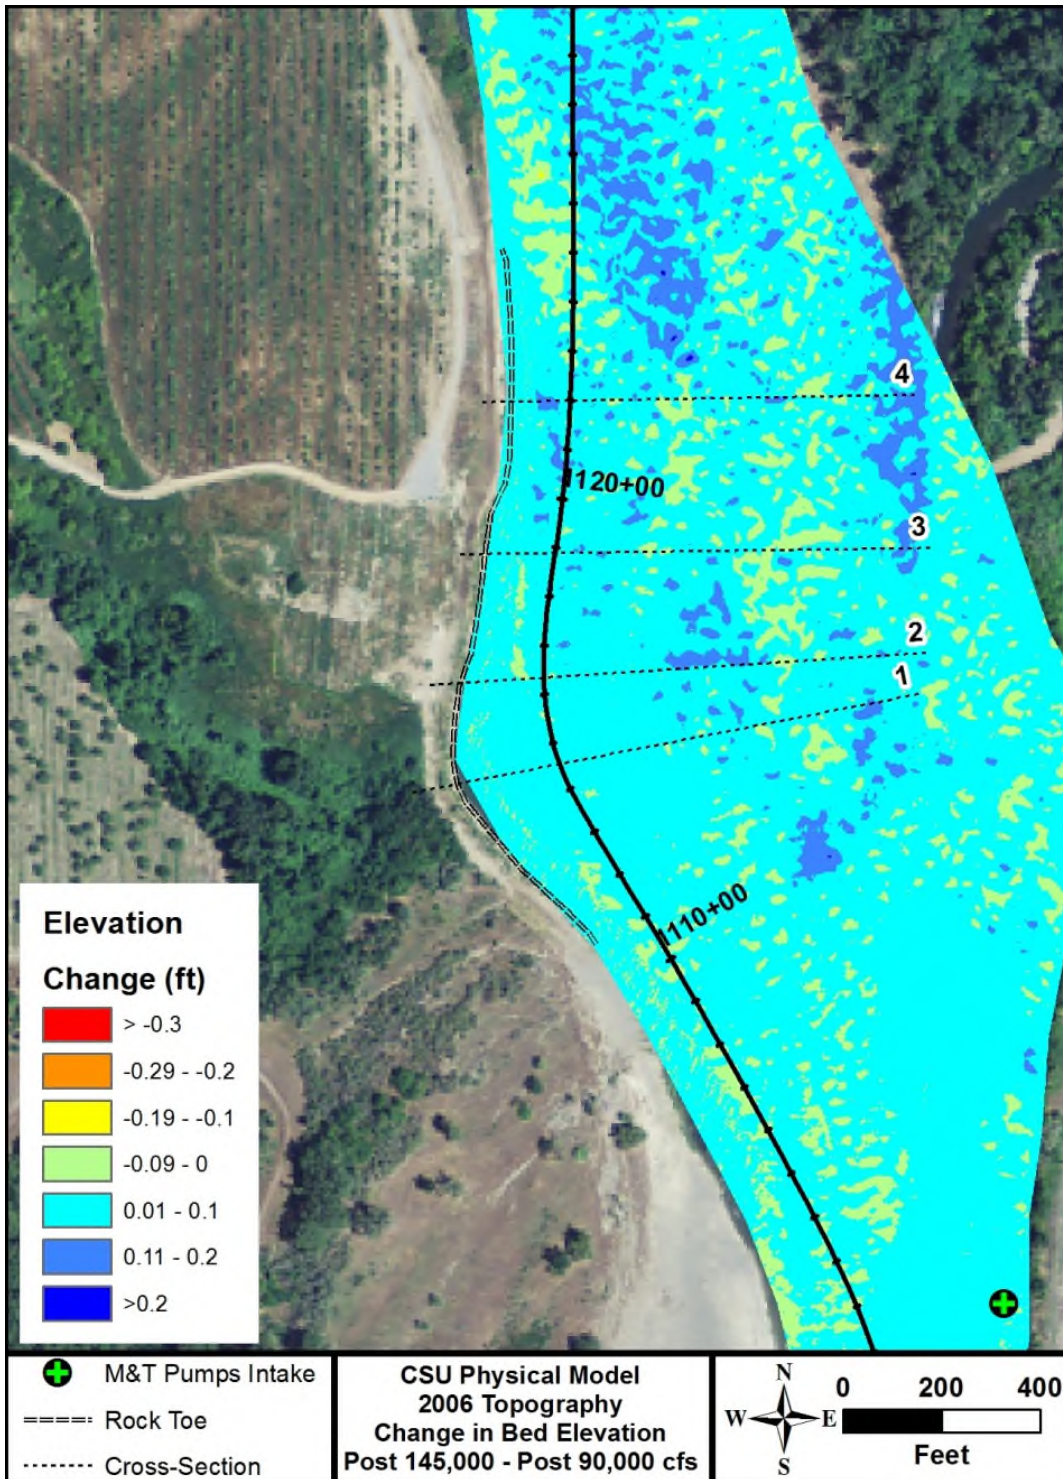 4
1120+00
3
2
1
1110+00
Elevation
Change (ft)
> -0.3
-0.29 - -0.2
-0.19 - -0.1
-0.09 - 0
0.01 - 0.1
0.11 - 0.2
>0.2
M&T Pumps Intake
Rock Toe
Cross-Section
CSU Physical Model
2006 Topography
Change in Bed Elevation
Post 145,000 - Post 90,000 cfs
N
W E
S
0 200 400
Feet